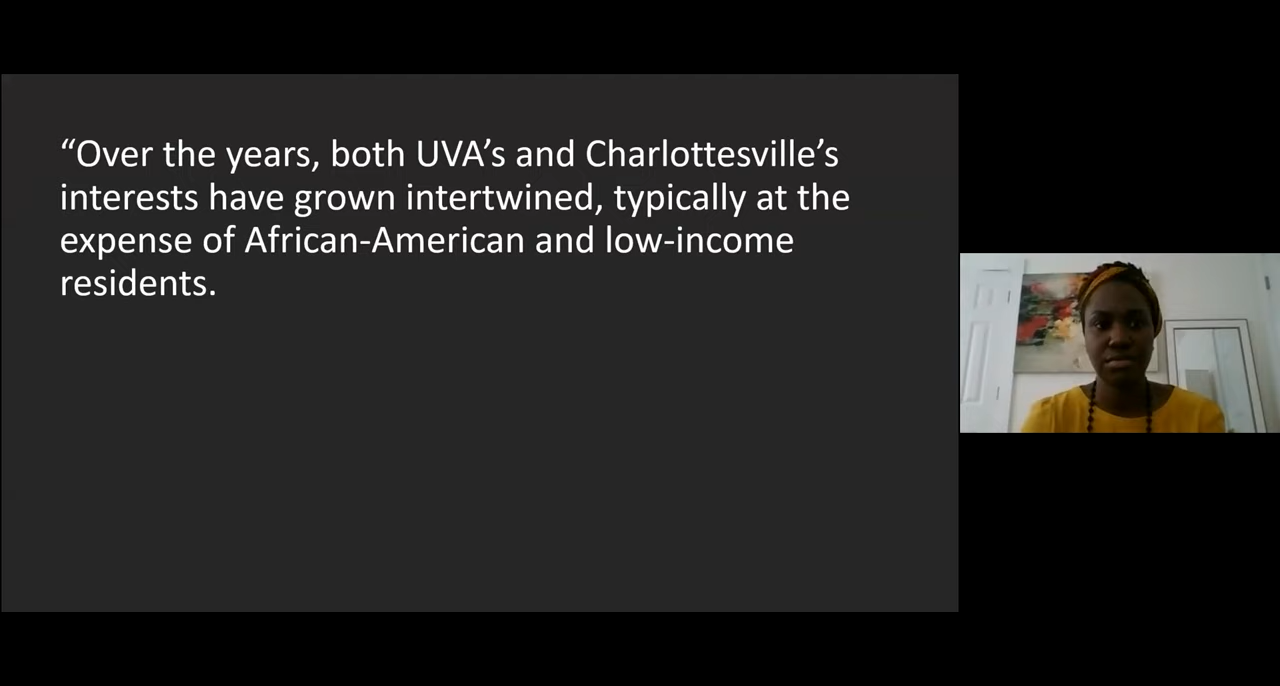 “Over the years, both UVA’s and Charlottesville’s
interests have grown intertwined, typically at the
expense of African-American and low-income
residents.